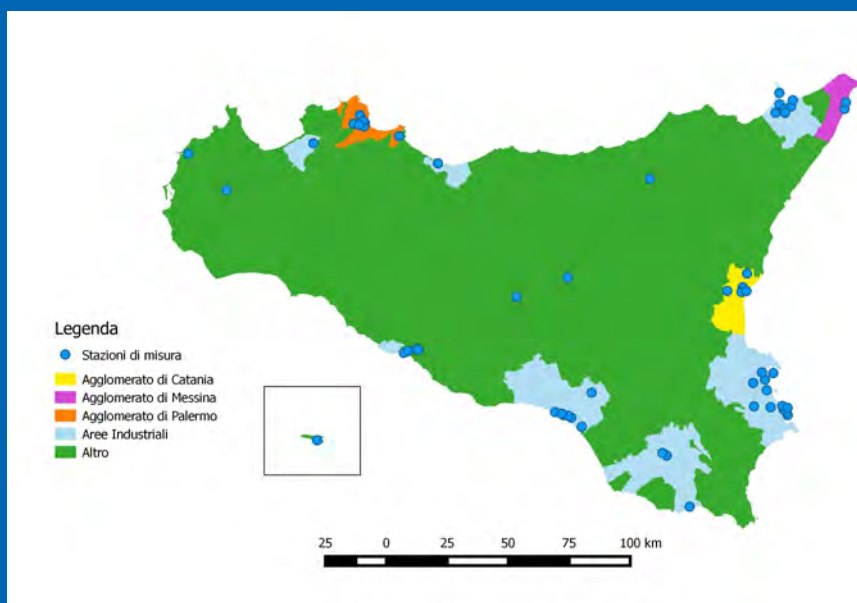 Legenda
Stazioni di misura
Agglomerato di Catania
Agglomerato di Messina
Agglomerato di Palermo
Aree Industriali
Altro
25 0 25 50 75 100 km